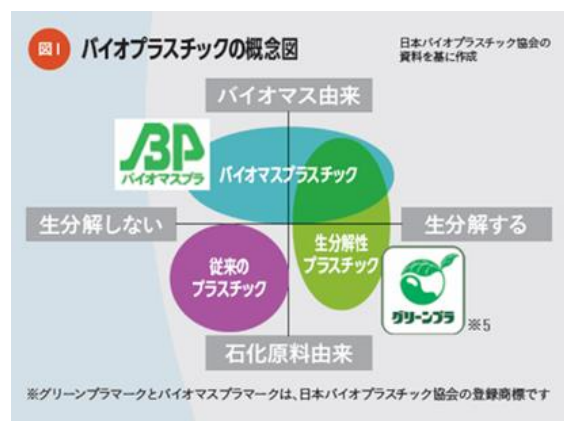 図1 バイオプラスチックの概念図
日本バイオプラスチック協会の
資料を基に作成
バイオマス由来
BP
バイオマスプラ
バイオマスプラスチック
生分解しない
生分解する
従来の
プラスチック
生分解性
プラスチック
グリーンプラ
※5
石化原料由来
※グリーンプラマークとバイオマスプラマークは、日本バイオプラスチック協会の登録商標です